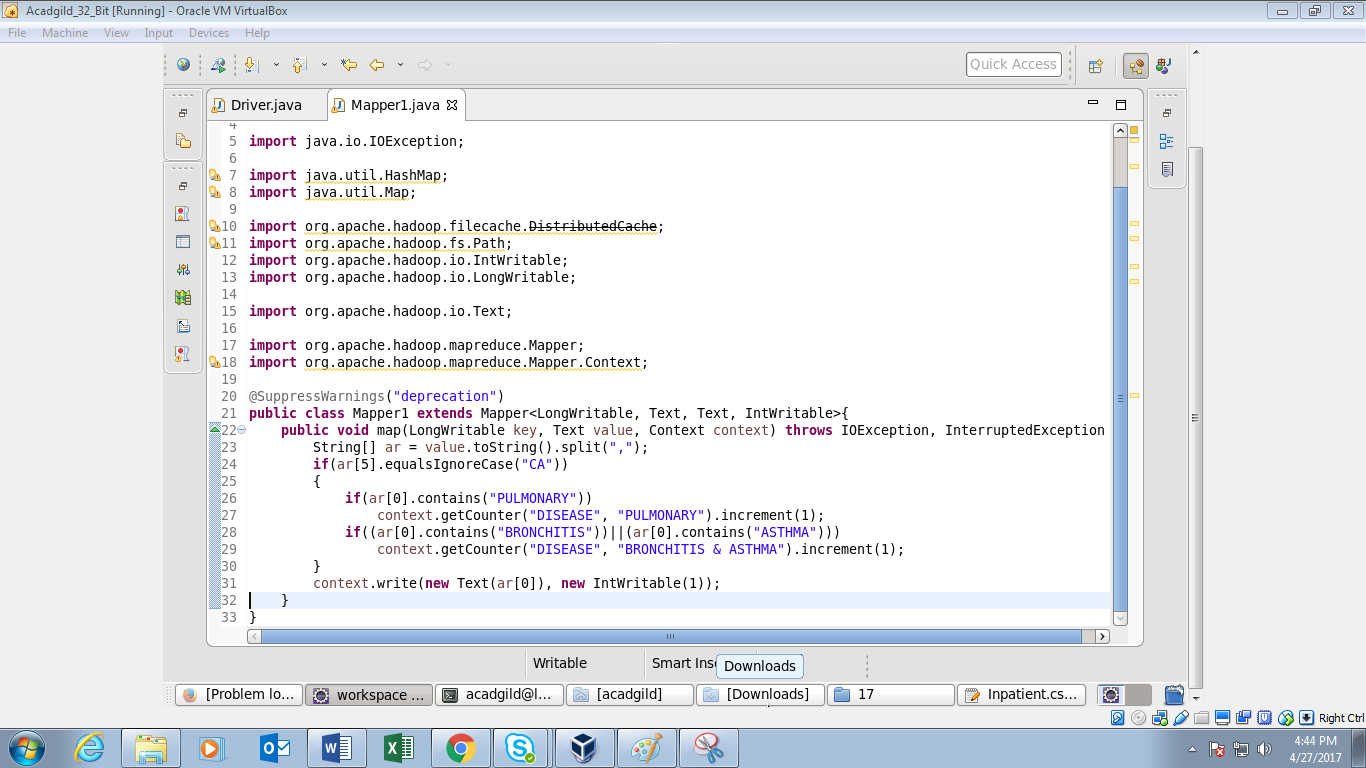 Acadgild_32_Bit [Running] - Oracle VM VirtualBox
File Machine View Input Devices Help
Quick Access
Driver.java Mapper1.java
4
5 import java.io.IOException;
6
7 import java.util.HashMap;
8 import java.util.Map;
9
10 import org.apache.hadoop.filecache.DistributedCache;
11 import org.apache.hadoop.fs.Path;
12 import org.apache.hadoop.io.IntWritable;
13 import org.apache.hadoop.io.LongWritable;
14
15 import org.apache.hadoop.io.Text;
16
17 import org.apache.hadoop.mapreduce.Mapper;
18 import org.apache.hadoop.mapreduce.Mapper.Context;
19
20 @SuppressWarnings("deprecation")
21 public class Mapper1 extends Mapper<LongWritable, Text, Text, IntWritable>{
22 public void map(LongWritable key, Text value, Context context) throws IOException, InterruptedException
23 String[] ar = value.toString().split(",");
24 if(ar[5].equalsIgnoreCase("CA"))
25 {
26 if(ar[0].contains("PULMONARY"))
27 context.getCounter("DISEASE", "PULMONARY").increment(1);
28 if((ar[0].contains("BRONCHITIS"))||(ar[0].contains("ASTHMA")))
29 context.getCounter("DISEASE", "BRONCHITIS & ASTHMA").increment(1);
30 }
31 context.write(new Text(ar[0]), new IntWritable(1));
32 }
33 }
Writable Smart Ins Downloads
[Problem lo... workspace ... acadgild@l... [acadgild] [Downloads] 17 Inpatient.cs...
Right Ctrl
4:44 PM
4/27/2017